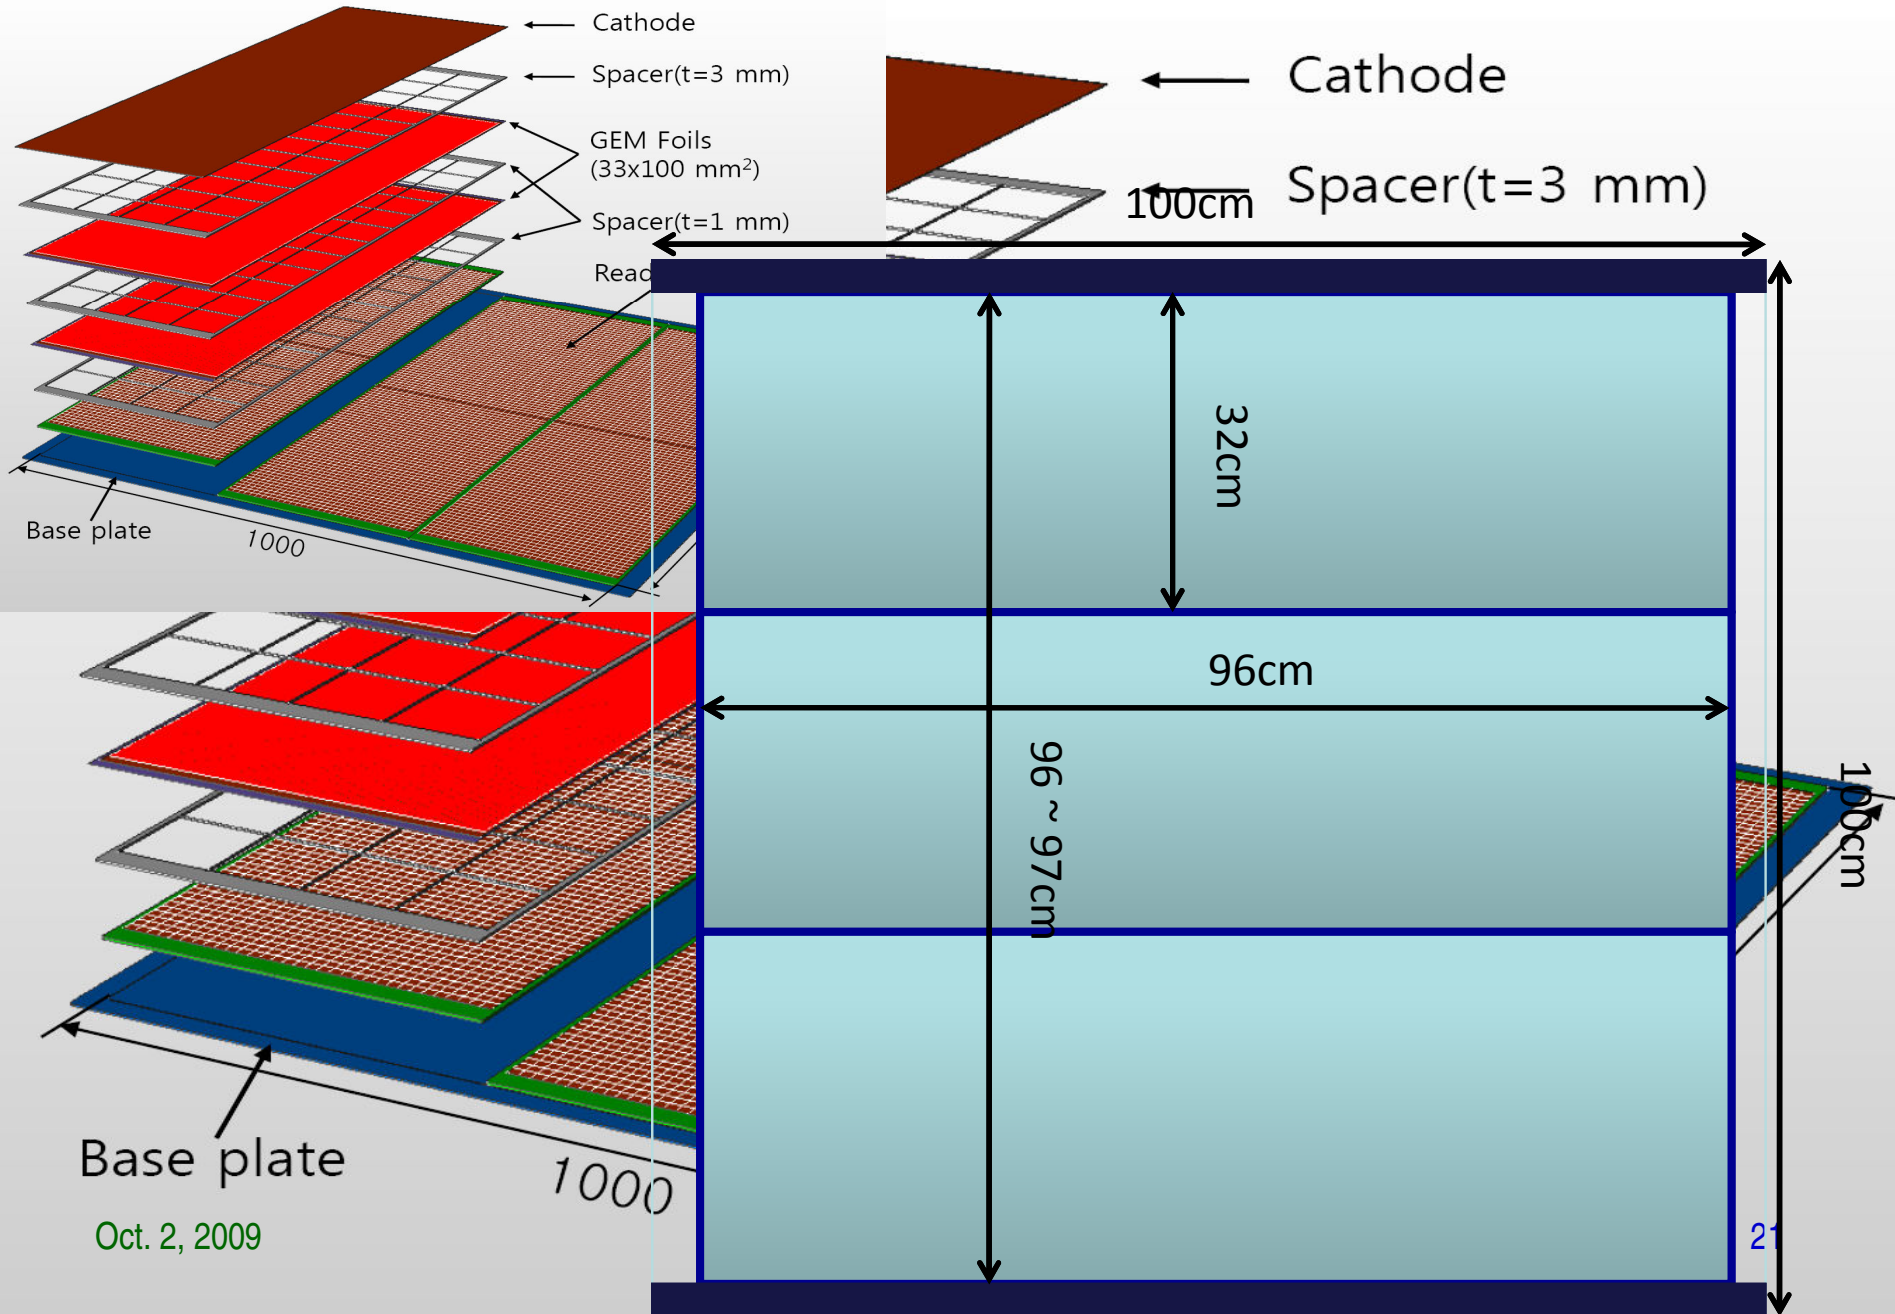 Cathode
Spacer(t=3 mm)
GEM Foils
(33x100 mm²)
Spacer(t=1 mm)
Base plate
1000
Cathode
Spacer(t=3 mm)
100cm
32cm
96cm
96 ~ 97cm
100cm
Base plate
1000
Oct. 2, 2009
21